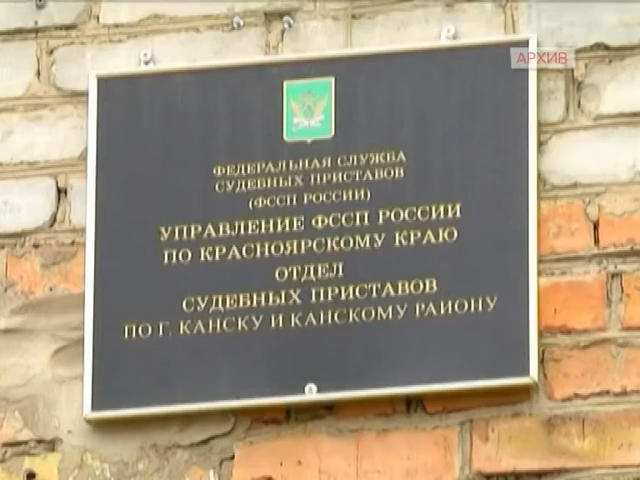 АРХИВ
ФЕДЕРАЛЬНАЯ СЛУЖБА
СУДЕБНЫХ ПРИСТАВОВ
(ФССП РОССИИ)
УПРАВЛЕНИЕ ФССП РОССИИ
ПО КРАСНОЯРСКОМУ КРАЮ
ОТДЕЛ
СУДЕБНЫХ ПРИСТАВОВ
ПО Г. КАНСКУ И КАНСКОМУ РАЙОНУ